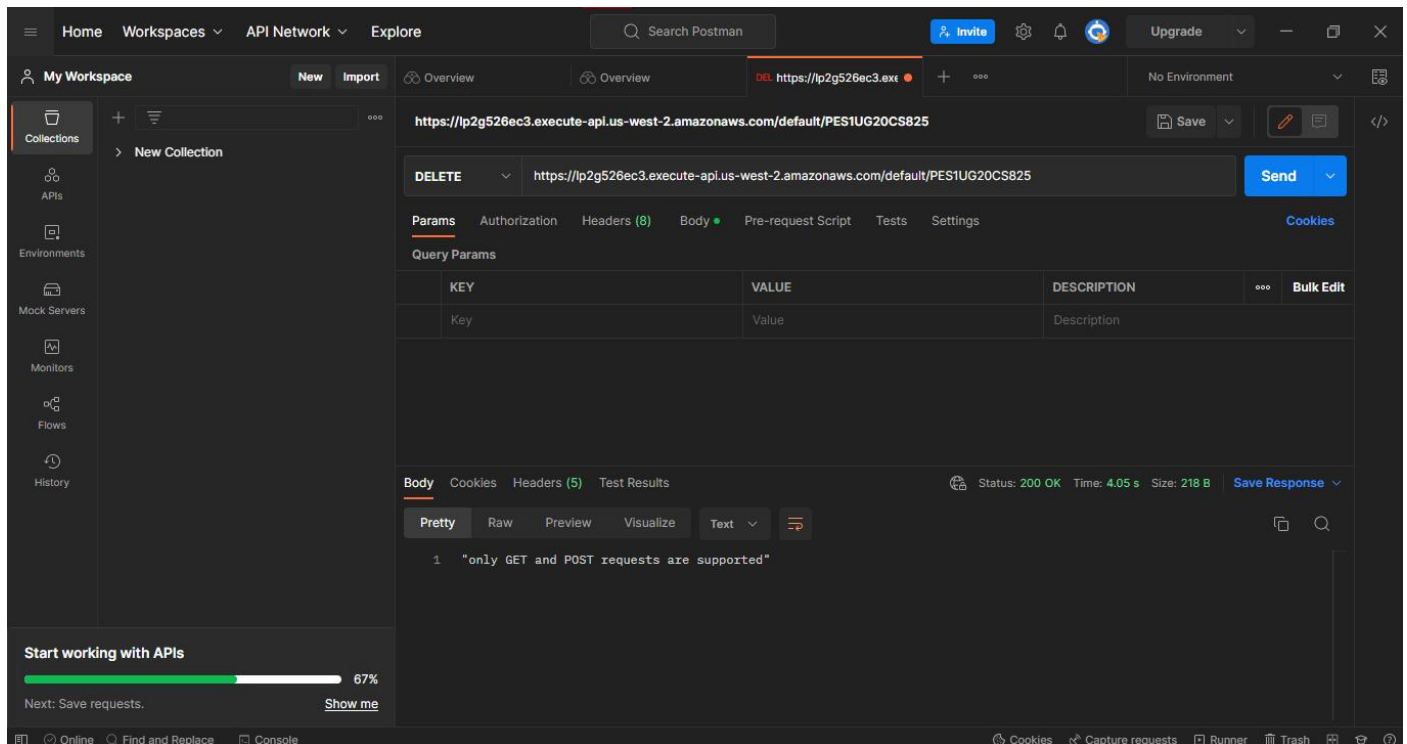 Home Workspaces API Network Explore Search Postman Invite Upgrade
My Workspace New Import Overview Overview DEL https://lp2g526ec3.exe No Environment
Collections
APIs
Environments
Mock Servers
Monitors
Flows
History
New Collection
https://lp2g526ec3.execute-api.us-west-2.amazonaws.com/default/PES1UG20CS825 Save
DELETE https://lp2g526ec3.execute-api.us-west-2.amazonaws.com/default/PES1UG20CS825 Send
Params Authorization Headers (8) Body Pre-request Script Tests Settings Cookies
Query Params
KEY VALUE DESCRIPTION Bulk Edit
Key Value Description
Body Cookies Headers (5) Test Results Status: 200 OK Time: 4.05 s Size: 218 B Save Response
Pretty Raw Preview Visualize Text
1 "only GET and POST requests are supported"
Start working with APIs
67%
Next: Save requests. Show me
Online Find and Replace Console Cookies Capture requests Runner Trash